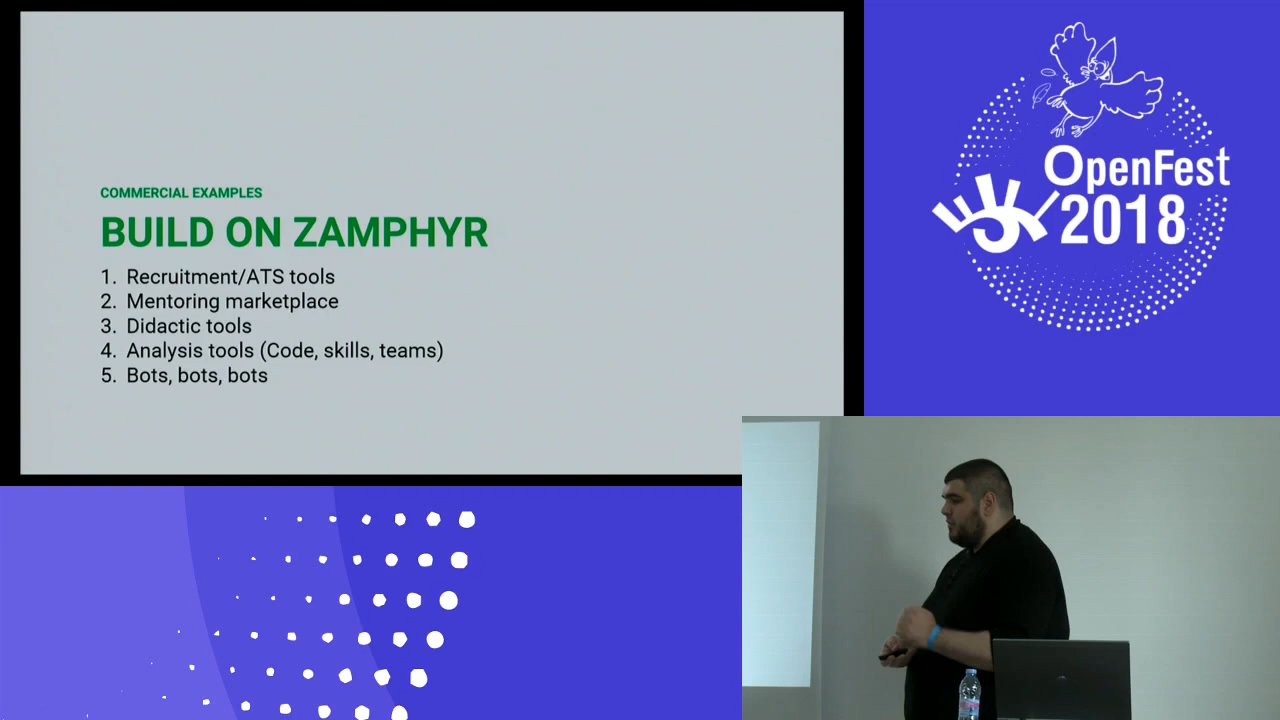 COMMERCIAL EXAMPLES
BUILD ON ZAMPHYR
1. Recruitment/ATS tools
2. Mentoring marketplace
3. Didactic tools
4. Analysis tools (Code, skills, teams)
5. Bots, bots, bots
OpenFest
2018